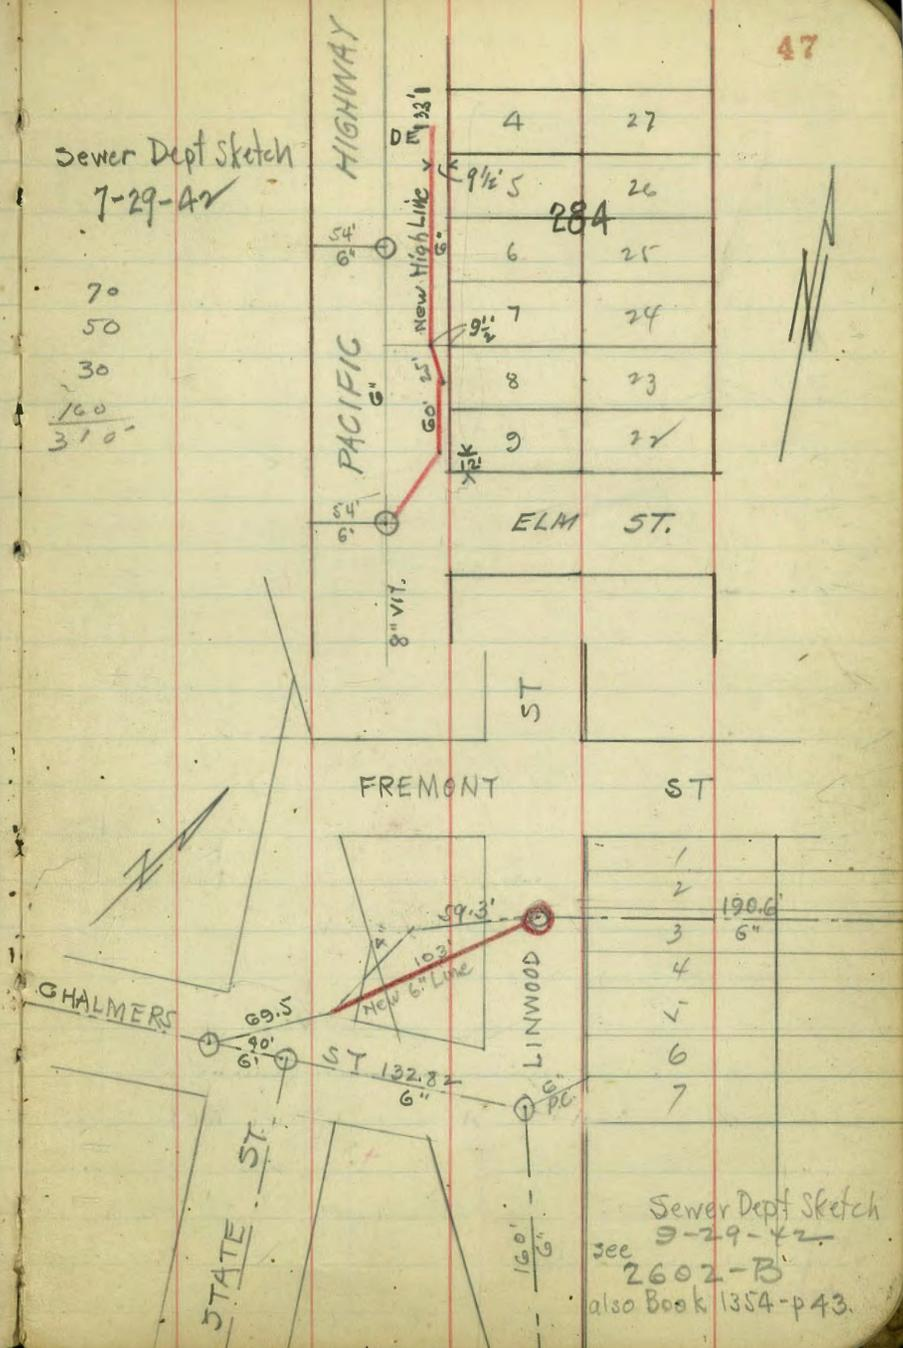 47
Sewer Dept Sketch
7-29-42
70
50
30
160
310'
PACIFIC HIGHWAY
DE 133'
New High Line
6"
9½'
54'
6'
9½'
25'
60'
6"
½
54'
6'
8" VIT.
4 27
5 26
284
6 25
7 24
8 23
9 22
ELM ST.
N
ST
FREMONT ST
N
1
2
3
4
5
6
7
59.3'
4"
103'
New 6" Line
190.6'
6"
LINWOOD
CHALMERS ST
69.5
40'
6'
132.82
6"
6"
P.C.
STATE ST.
160'
6"
Sewer Dept Sketch
9-29-42
see
2602-B
also Book 1354-p43.